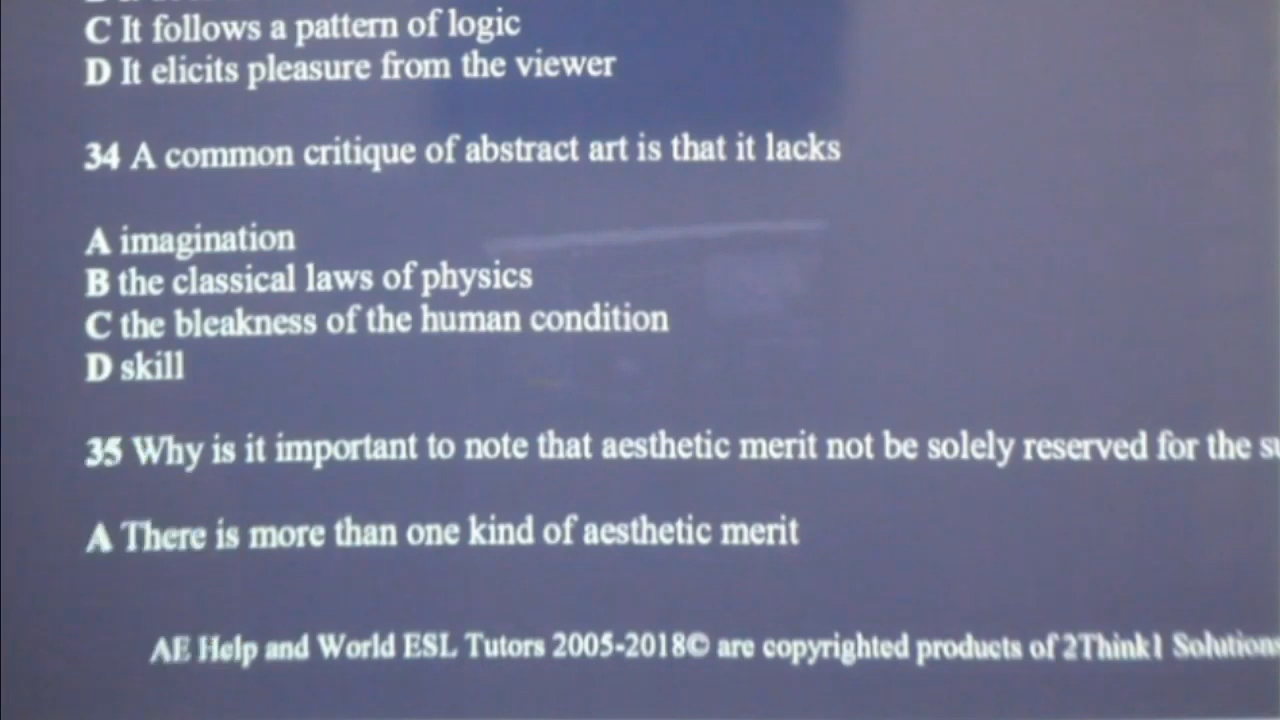 C It follows a pattern of logic
D It elicits pleasure from the viewer
34 A common critique of abstract art is that it lacks
A imagination
B the classical laws of physics
C the bleakness of the human condition
D skill
35 Why is it important to note that aesthetic merit not be solely reserved for the
A There is more than one kind of aesthetic merit
AE Help and World ESL Tutors 2005-2018© are copyrighted products of 2Think1 Solutions